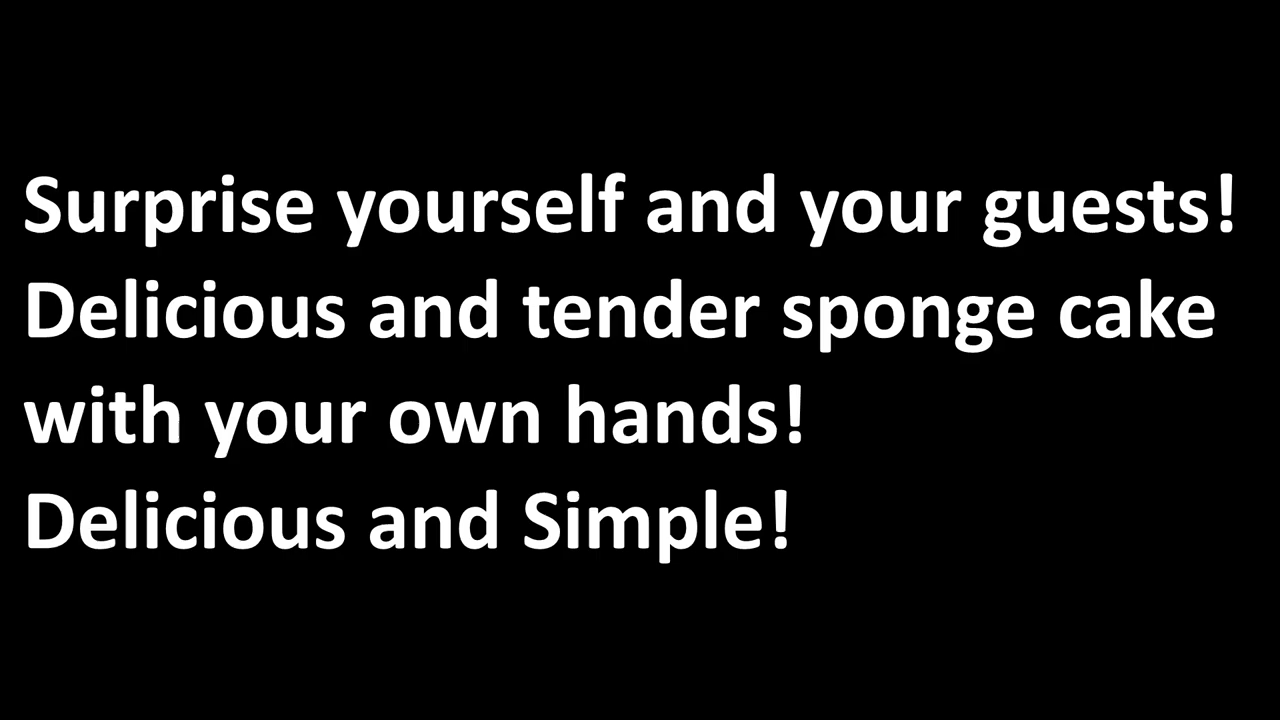 Surprise yourself and your guests!
Delicious and tender sponge cake
with your own hands!
Delicious and Simple!